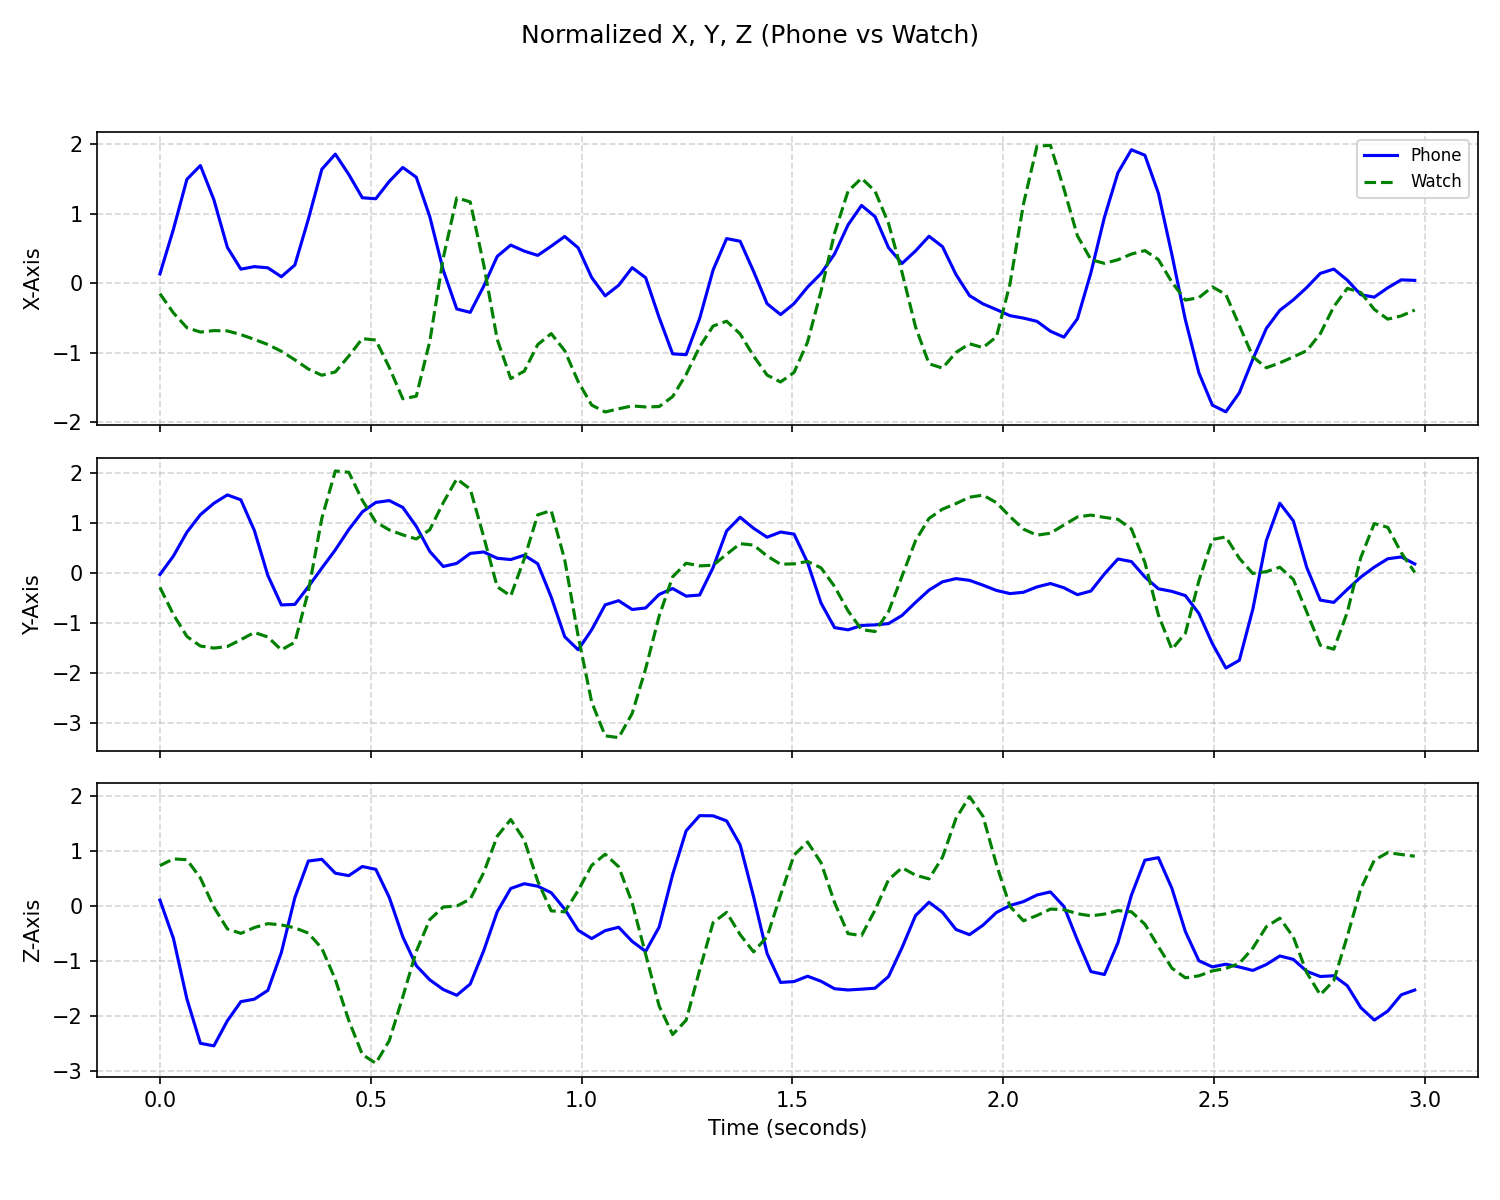 Normalized X, Y, Z (Phone vs Watch)
2
1
0
−1
−2
X-Axis
Phone
Watch
2
1
0
−1
−2
−3
Y-Axis
2
1
0
−1
−2
−3
Z-Axis
0.0 0.5 1.0 1.5 2.0 2.5 3.0
Time (seconds)